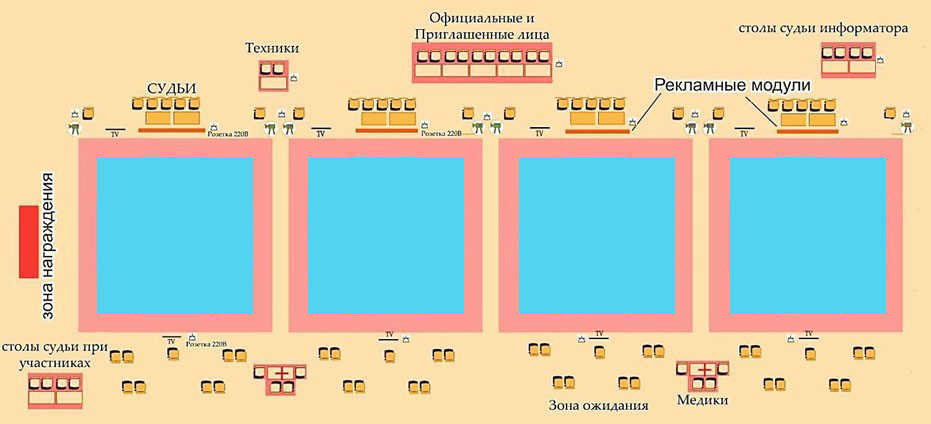 Официальные и
Приглашенные лица
столы судьи информатора
Техники
СУДЬИ
Рекламные модули
TV
Розетка 220В
TV
Розетка 220В
TV
TV
зона награждения
TV
Розетка 220В
TV
TV
TV
столы судьи при
участниках
Зона ожидания
Медики